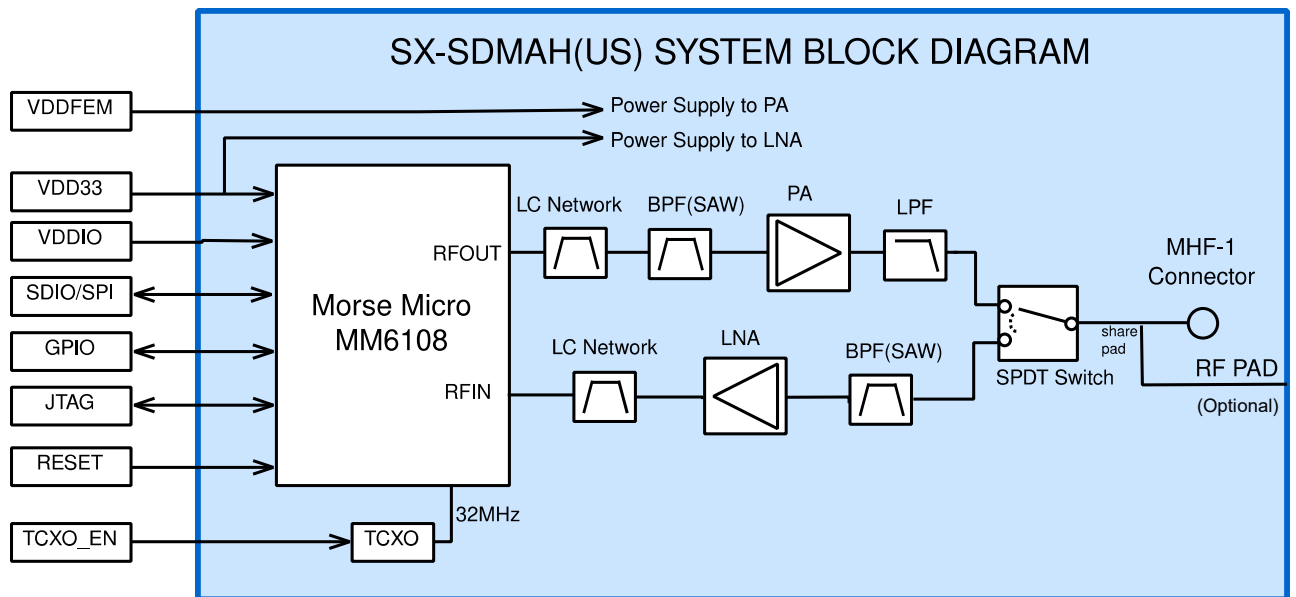 SX-SDMAH(US) SYSTEM BLOCK DIAGRAM
VDDFEM
Power Supply to PA
Power Supply to LNA
VDD33
VDDIO
SDIO/SPI
GPIO
JTAG
RESET
TCXO_EN
Morse Micro
MM6108
RFOUT
RFIN
32MHz
TCXO
LC Network
BPF(SAW)
PA
LPF
LC Network
LNA
BPF(SAW)
SPDT Switch
MHF-1
Connector
share
pad
RF PAD
(Optional)